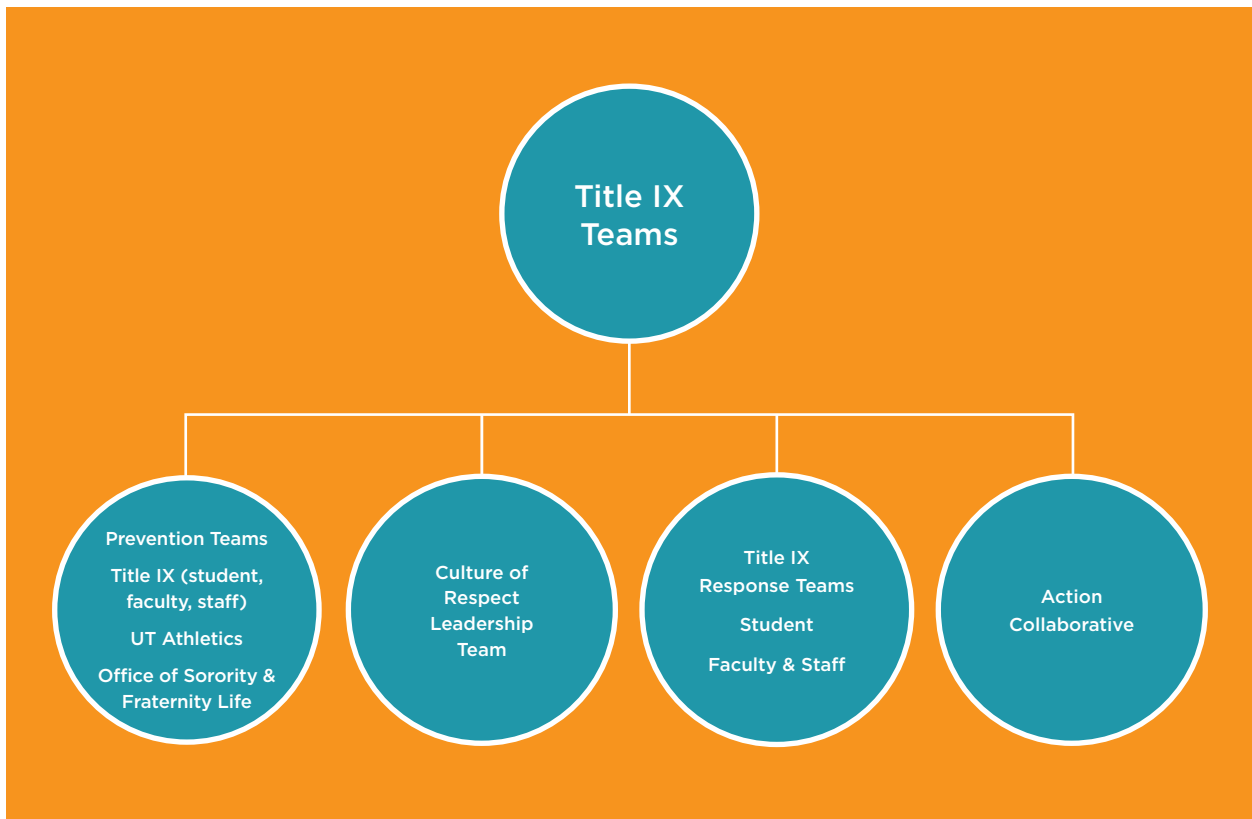 Title IX
Teams
Prevention Teams
Title IX (student,
faculty, staff)
UT Athletics
Office of Sorority &
Fraternity Life
Culture of
Respect
Leadership
Team
Title IX
Response Teams
Student
Faculty & Staff
Action
Collaborative